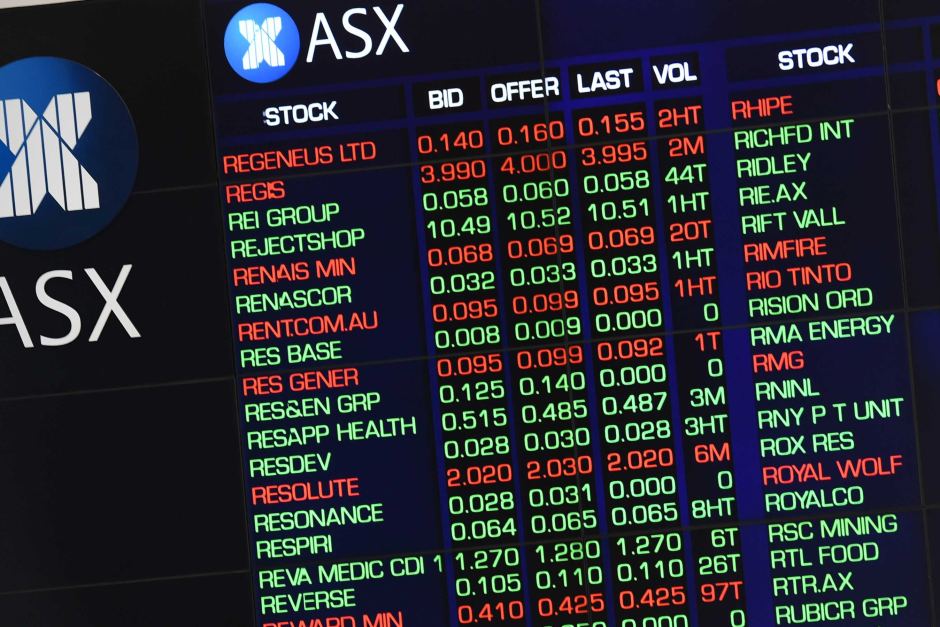 ASX
ASX
STOCK BID OFFER LAST VOL
REGENEUS LTD 0.140 0.160 0.155 2HT
REGIS 3.990 4.000 3.995 2M
REI GROUP 0.058 0.060 0.058 44T
REJECTSHOP 10.49 10.52 10.51 1HT
RENAIS MIN 0.068 0.069 0.069 20T
RENASCOR 0.032 0.033 0.033 1HT
RENT.COM.AU 0.095 0.099 0.095 1HT
RES BASE 0.008 0.009 0.000 0
RES GENER 0.095 0.099 0.092 1T
RES&EN GRP 0.125 0.140 0.000 0
RESAPP HEALTH 0.515 0.485 0.487 3M
RESDEV 0.028 0.030 0.028 3HT
RESOLUTE 2.020 2.030 2.020 6M
RESONANCE 0.028 0.031 0.000 0
RESPIRI 0.064 0.065 0.065 8HT
REVA MEDIC CDI 1 1.270 1.280 1.270 6T
REVERSE 0.105 0.110 0.110 26T
REWARD MIN 0.410 0.425 0.425 97T
0.000 0
STOCK
RHIPE
RICHFD INT
RIDLEY
RIE.AX
RIFT VALL
RIMFIRE
RIO TINTO
RISION ORD
RMA ENERGY
RMG
RNINL
RNY P T UNIT
ROX RES
ROYAL WOLF
ROYALCO
RSC MINING
RTL FOOD
RTR.AX
RUBICR GRP